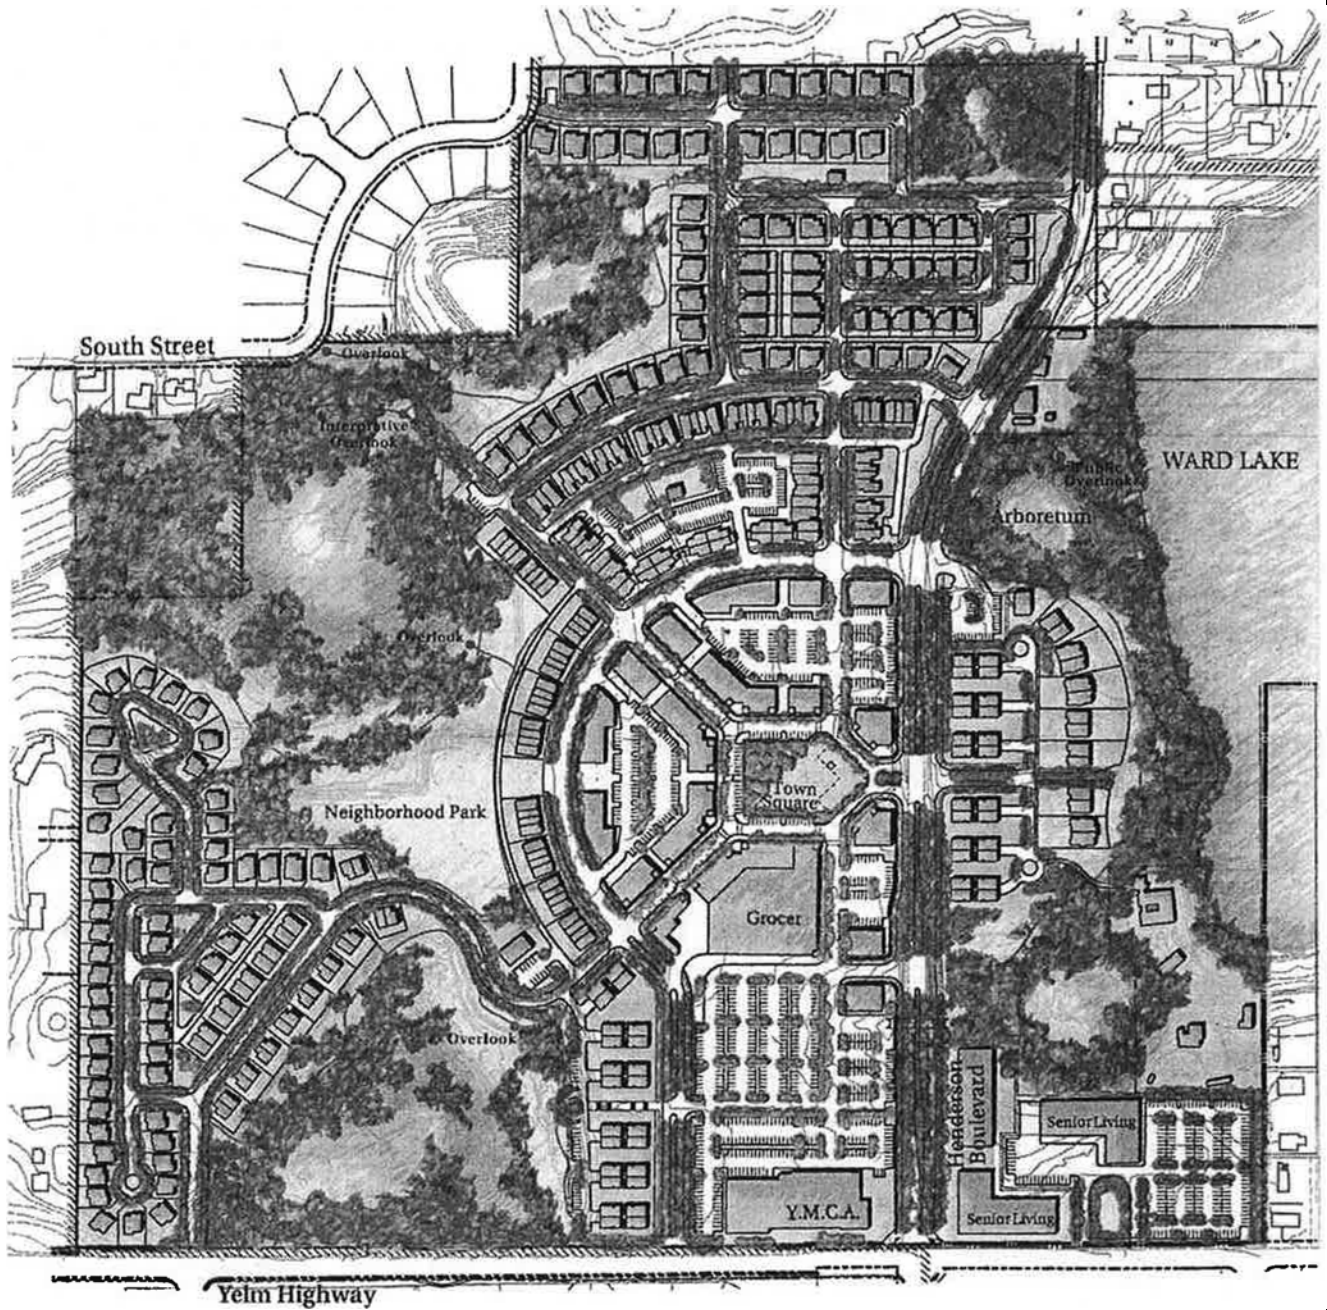 South Street
Overlook
Interpretive
Overlook
Public
Overlook
WARD LAKE
Arboretum
Overlook
Town
Square
Neighborhood Park
Grocer
Overlook
Henderson
Boulevard
Senior Living
Y.M.C.A.
Senior Living
Yelm Highway